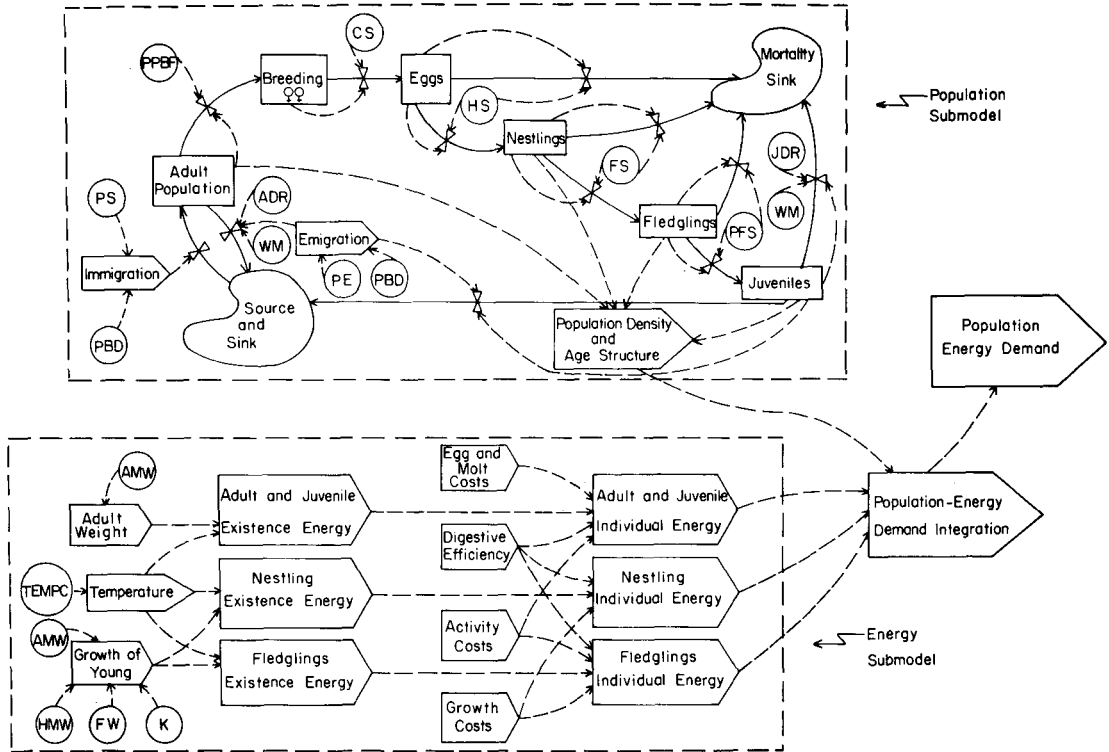 CS
PPBF
Breeding
Eggs
Mortality
Sink
HS
Nestlings
Population
Submodel
JDR
FS
Adult
Population
PS
ADR
WM
Fledglings
WM
Emigration
PFS
Immigration
PE
PBD
Juveniles
Source
and
Sink
PBD
Population Density
and
Age Structure
Population
Energy Demand
AMW
Egg and
Molt
Costs
Adult and Juvenile
Existence Energy
Adult and Juvenile
Individual Energy
Adult
Weight
Population-Energy
Demand Integration
Digestive
Efficiency
TEMPC
Temperature
Nestling
Existence Energy
Nestling
Individual Energy
AMW
Growth of
Young
Activity
Costs
Fledglings
Existence Energy
Fledglings
Individual Energy
Energy
Submodel
HMW
FW
K
Growth
Costs